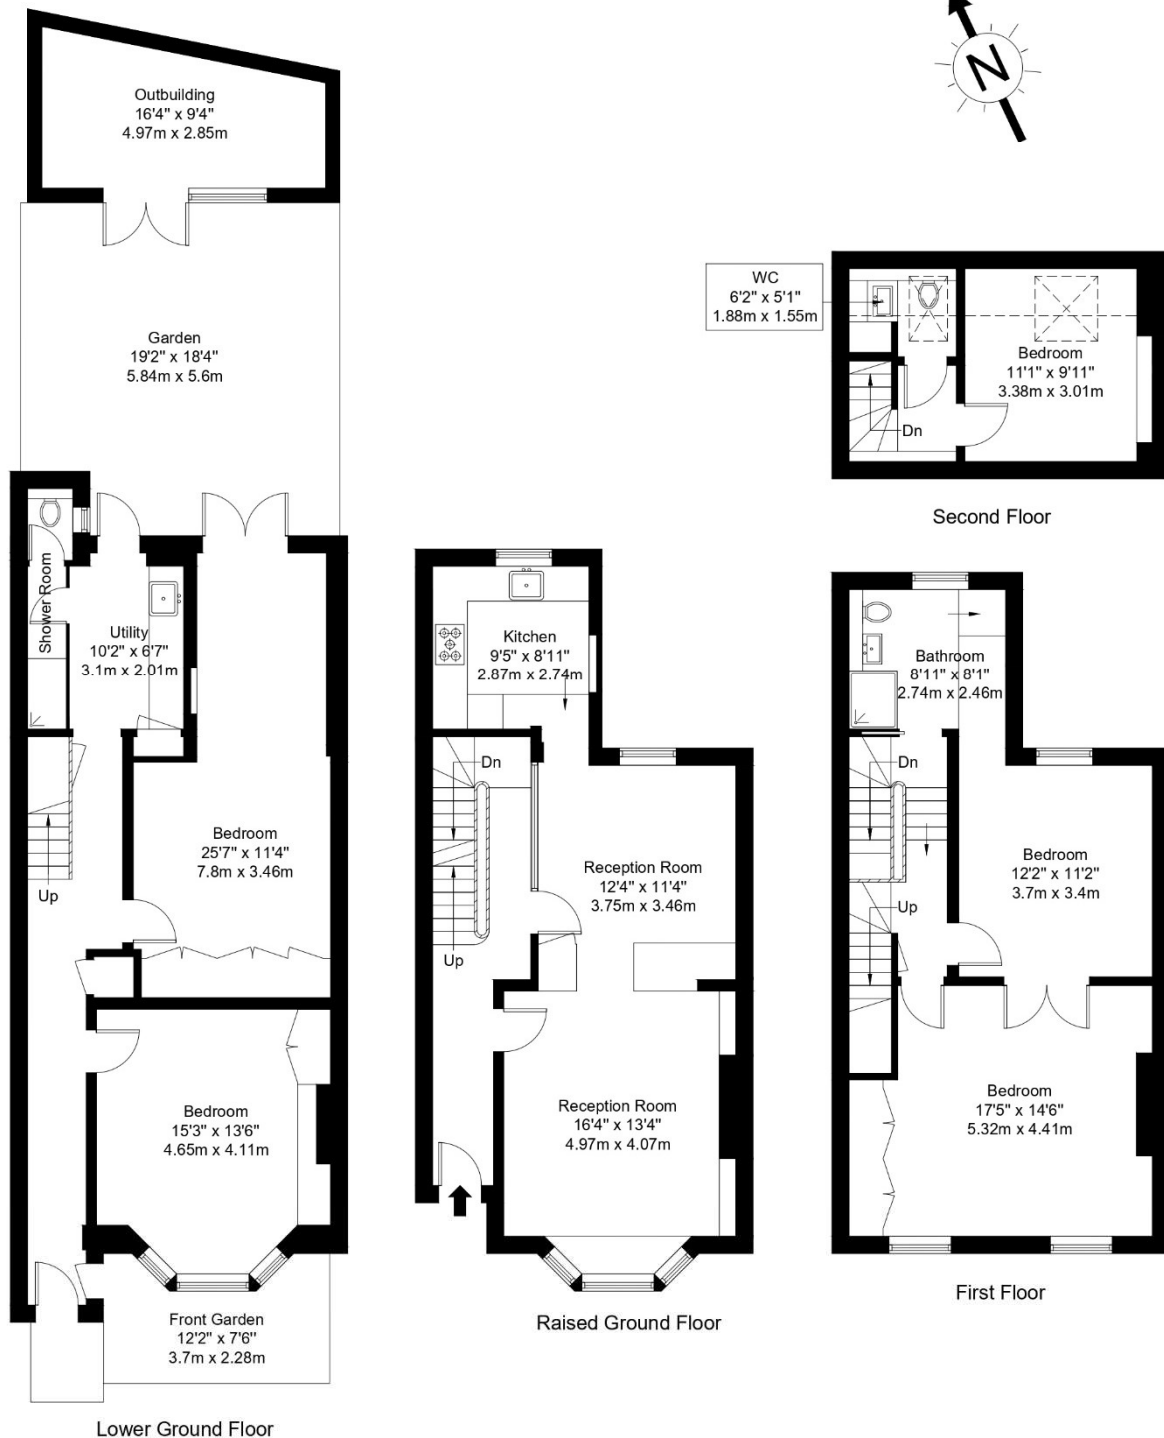 Outbuilding
16'4" x 9'4"
4.97m x 2.85m
N
Garden
19'2" x 18'4"
5.84m x 5.6m
WC
6'2" x 5'1"
1.88m x 1.55m
Bedroom
11'1" x 9'11"
3.38m x 3.01m
Dn
Second Floor
Shower Room
Utility
10'2" x 6'7"
3.1m x 2.01m
Bedroom
25'7" x 11'4"
7.8m x 3.46m
Up
Bedroom
15'3" x 13'6"
4.65m x 4.11m
Front Garden
12'2" x 7'6"
3.7m x 2.28m
Lower Ground Floor
Kitchen
9'5" x 8'11"
2.87m x 2.74m
Dn
Reception Room
12'4" x 11'4"
3.75m x 3.46m
Up
Reception Room
16'4" x 13'4"
4.97m x 4.07m
Raised Ground Floor
Bathroom
8'11" x 8'1"
2.74m x 2.46m
Dn
Bedroom
12'2" x 11'2"
3.7m x 3.4m
Up
Bedroom
17'5" x 14'6"
5.32m x 4.41m
First Floor